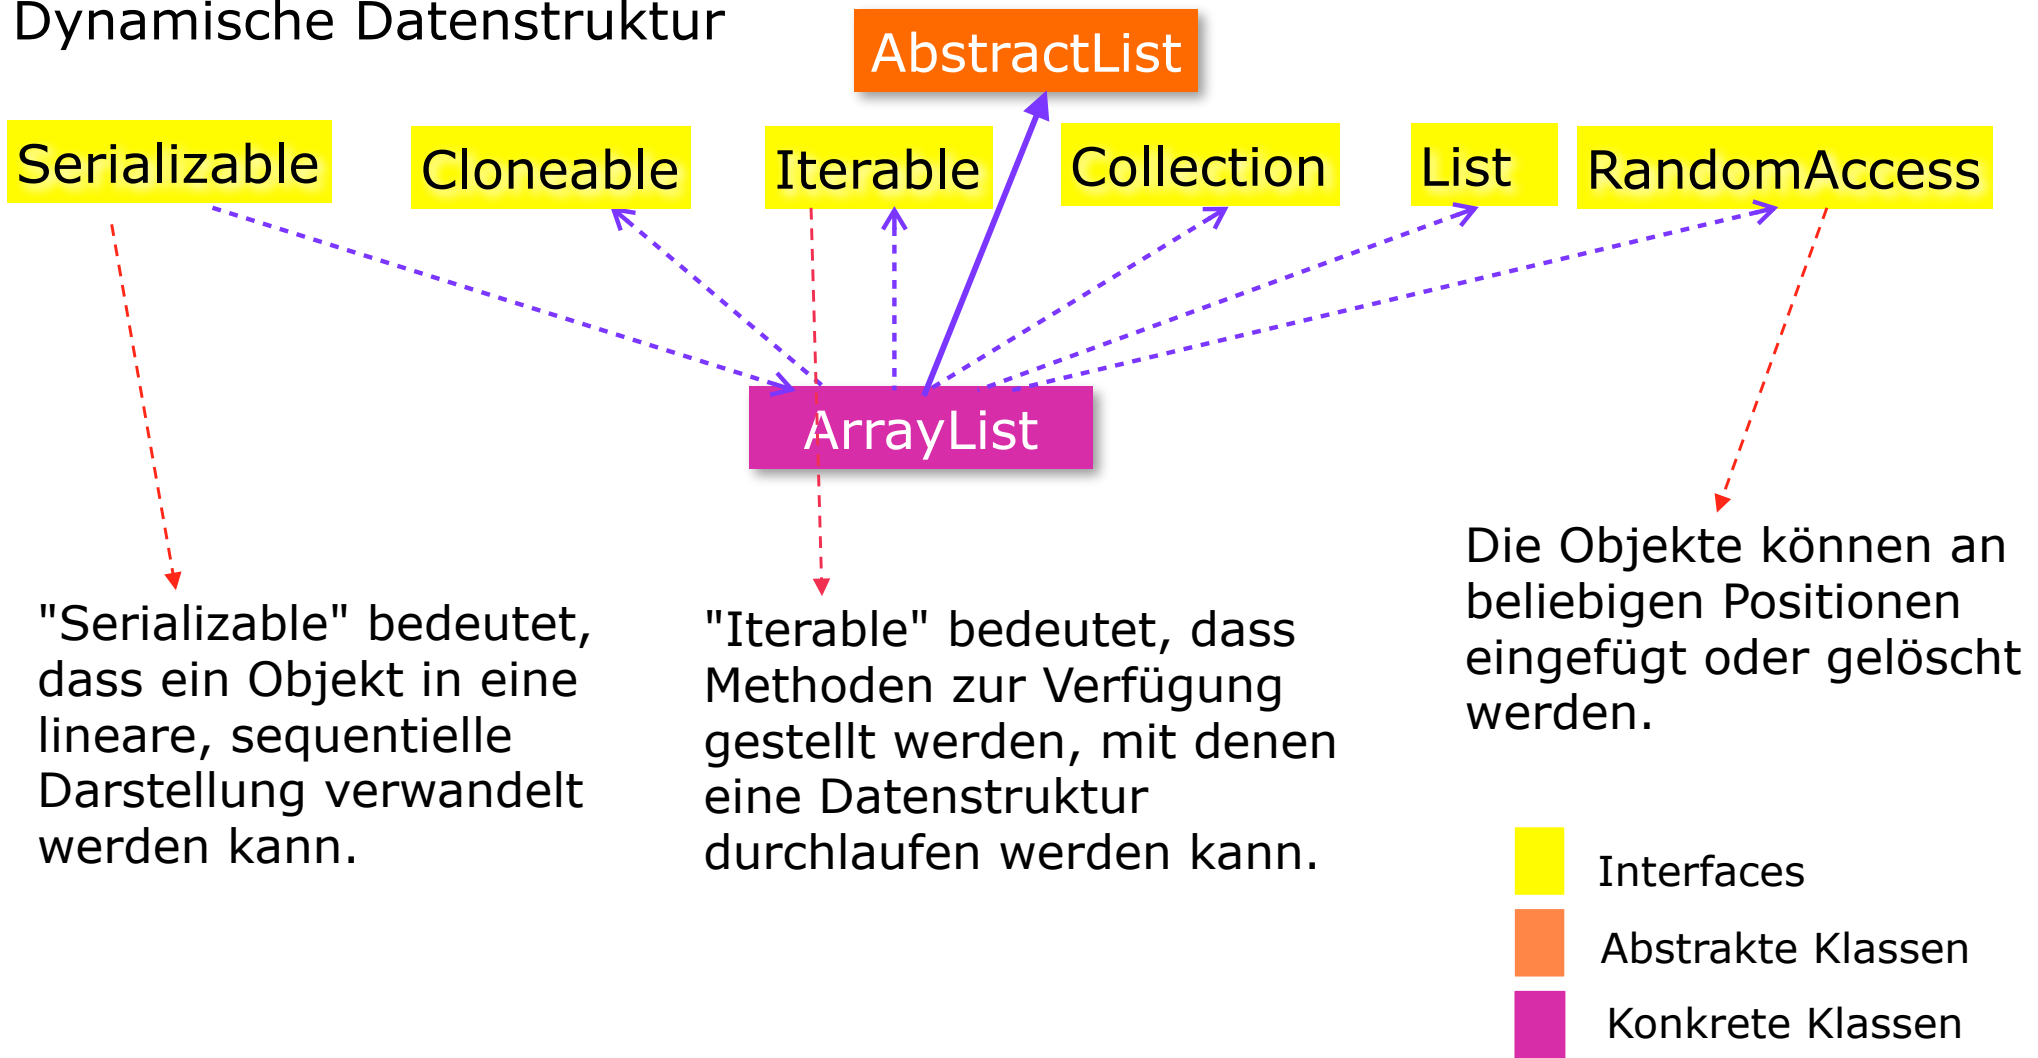 Dynamische Datenstruktur
AbstractList
Serializable
Cloneable
Iterable
Collection
List
RandomAccess
ArrayList
"Serializable" bedeutet,
dass ein Objekt in eine
lineare, sequentielle
Darstellung verwandelt
werden kann.
"Iterable" bedeutet, dass
Methoden zur Verfügung
gestellt werden, mit denen
eine Datenstruktur
durchlaufen werden kann.
Die Objekte können an
beliebigen Positionen
eingefügt oder gelöscht
werden.
Interfaces
Abstrakte Klassen
Konkrete Klassen